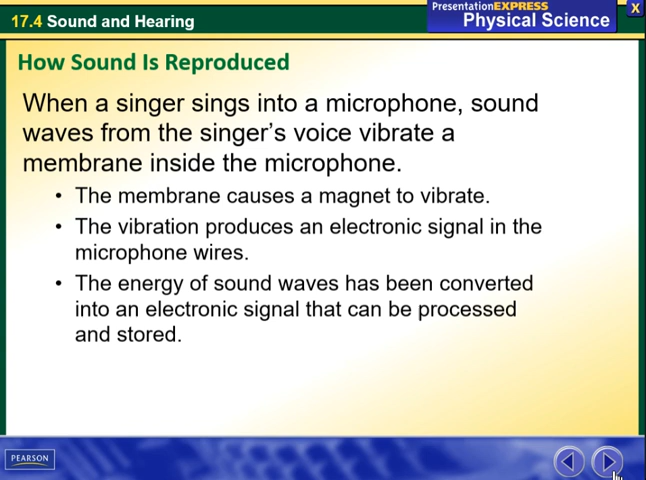 17.4 Sound and Hearing
PresentationEXPRESS
Physical Science
X
How Sound Is Reproduced
When a singer sings into a microphone, sound
waves from the singer’s voice vibrate a
membrane inside the microphone.
• The membrane causes a magnet to vibrate.
• The vibration produces an electronic signal in the
microphone wires.
• The energy of sound waves has been converted
into an electronic signal that can be processed
and stored.
PEARSON